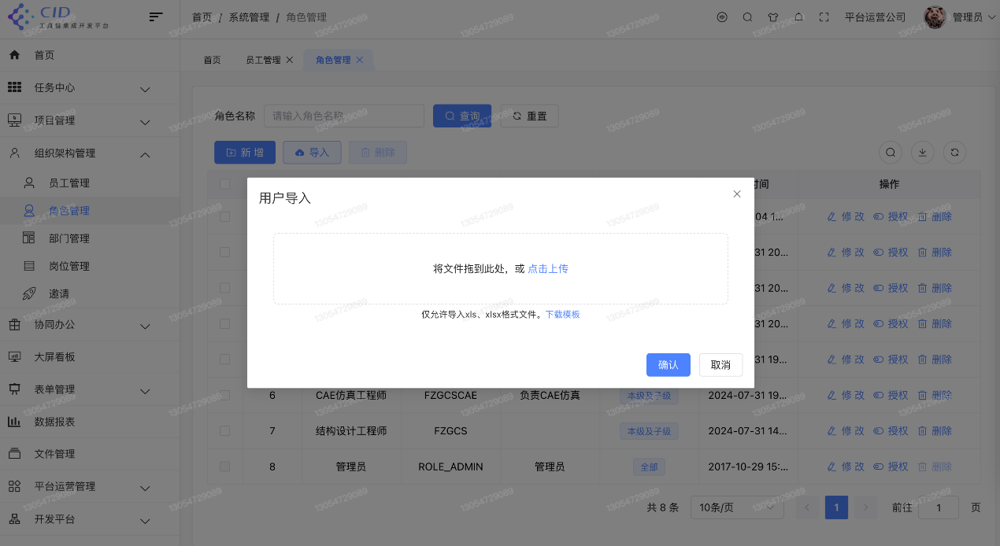 CID
工具链集成开发平台
首页 / 系统管理 / 角色管理
平台运营公司
管理员
首页
任务中心
项目管理
组织架构管理
员工管理
角色管理
部门管理
岗位管理
邀请
协同办公
大屏看板
表单管理
数据报表
文件管理
平台运营管理
开发平台
首页 员工管理 角色管理
角色名称 请输入角色名称 查询 重置
新增 导入 删除
时间 操作
04 1... 修改 授权 删除
31 20... 修改 授权 删除
31 20... 修改 授权 删除
31 20... 修改 授权 删除
31 19... 修改 授权 删除
用户导入
将文件拖到此处，或 点击上传
仅允许导入xls、xlsx格式文件。下载模板
确认 取消
6 CAE仿真工程师 FZGCSCAE 负责CAE仿真 本级及子级 2024-07-31 19... 修改 授权 删除
7 结构设计工程师 FZGCS 本级及子级 2024-07-31 14... 修改 授权 删除
8 管理员 ROLE_ADMIN 管理员 全部 2017-10-29 15:... 修改 授权 删除
共 8 条 10条/页 1 前往 1 页
13054729089